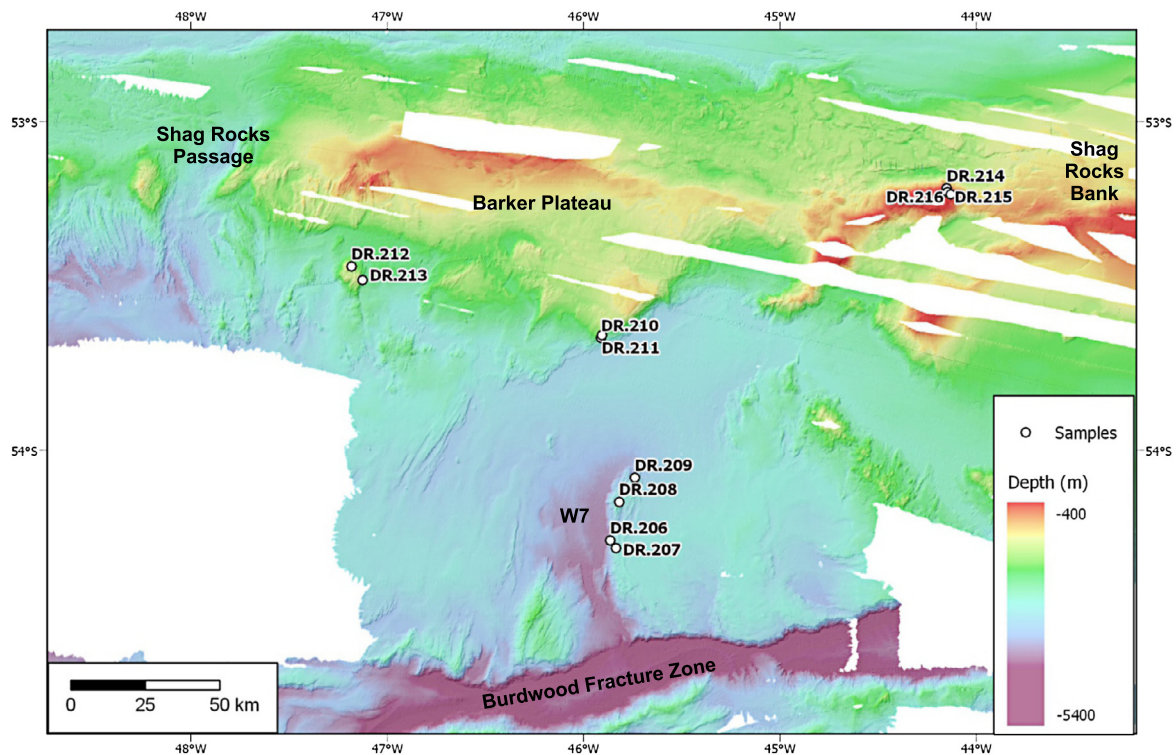 48°W
47°W
46°W
45°W
44°W
53°S
53°S
Shag Rocks
Passage
Shag
Rocks
Bank
Barker Plateau
DR.214
DR.216
DR.215
DR.212
DR.213
DR.210
DR.211
54°S
54°S
DR.209
DR.208
W7
DR.206
DR.207
Burdwood Fracture Zone
Samples
Depth (m)
-400
-5400
0
25
50 km
48°W
47°W
46°W
45°W
44°W